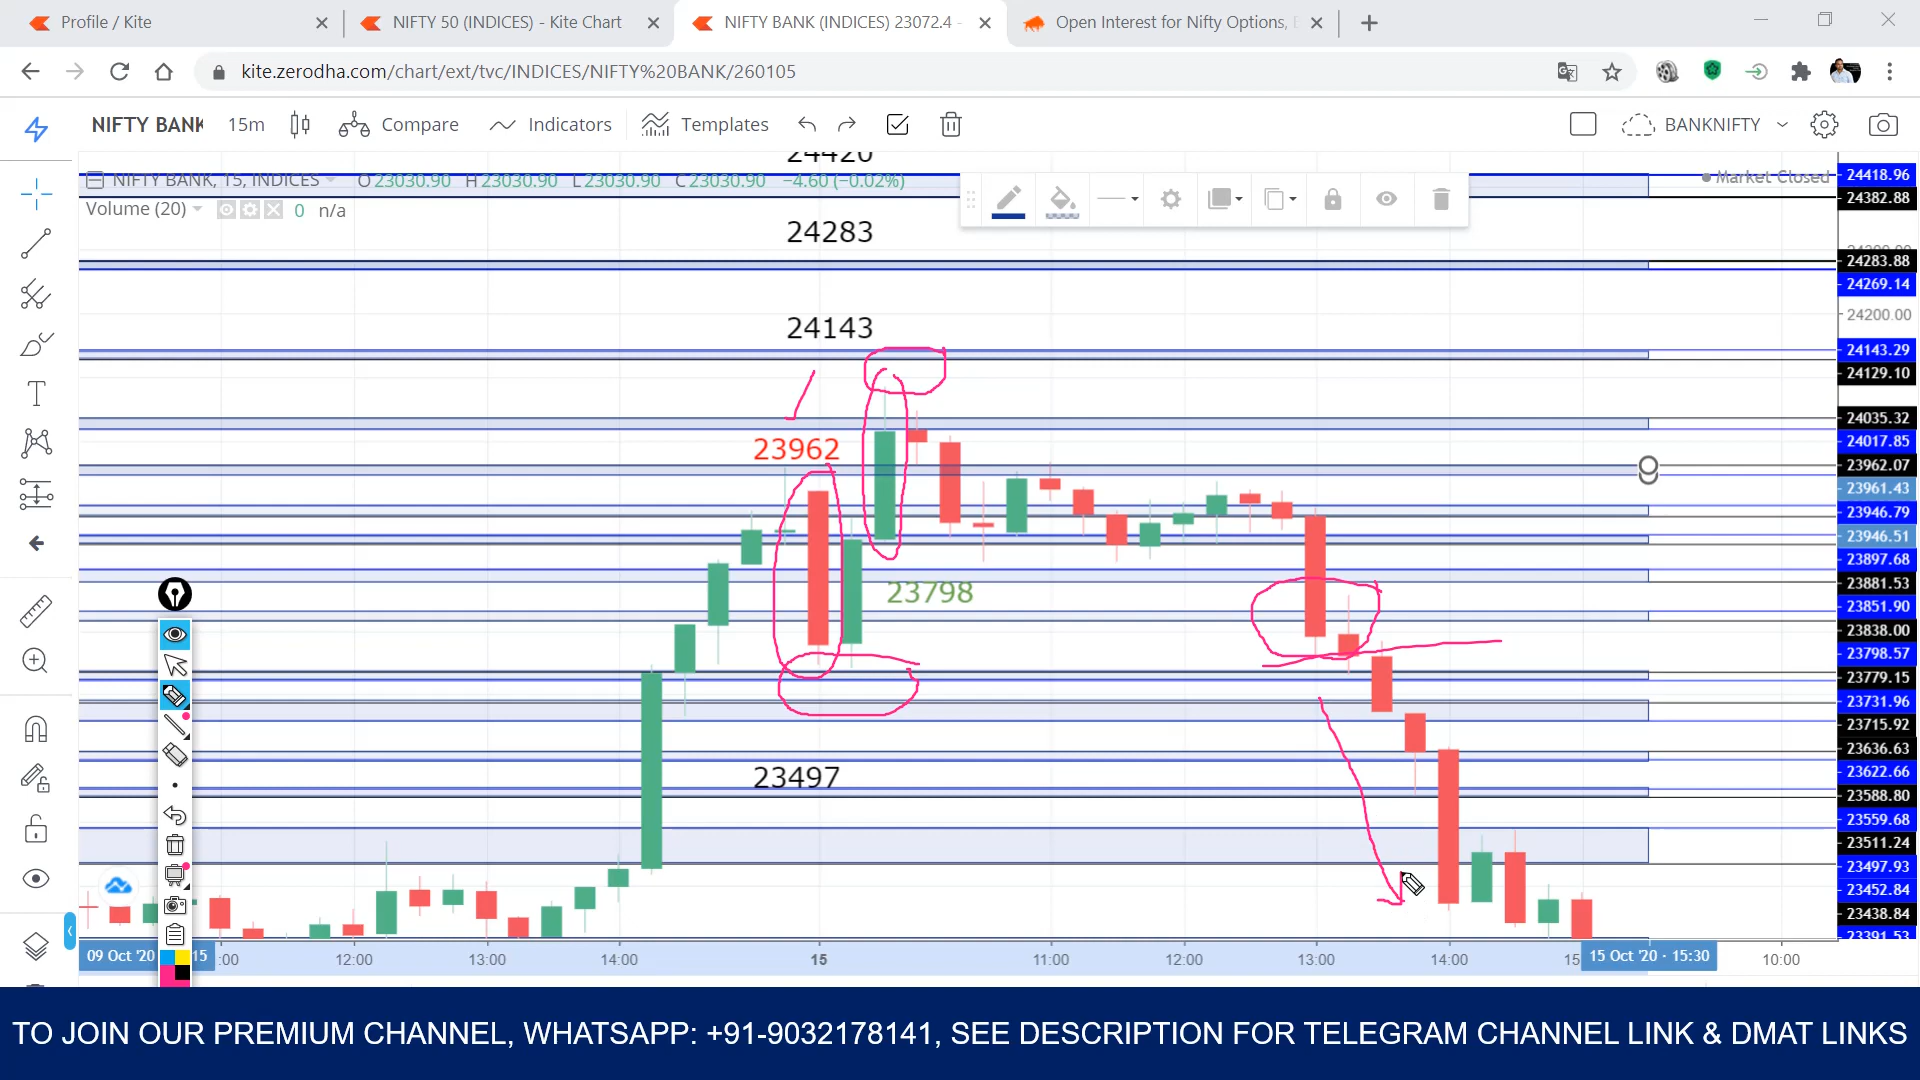 Profile / Kite
NIFTY 50 (INDICES) - Kite Chart
NIFTY BANK (INDICES) 23072.4 -
Open Interest for Nifty Options,
kite.zerodha.com/chart/ext/tvc/INDICES/NIFTY%20BANK/260105
NIFTY BANK
15m
Compare
Indicators
Templates
BANKNIFTY
24420
NIFTY BANK, 15, INDICES O23030.90 H23030.90 L23030.90 C23030.90 −4.60 (−0.02%)
Market Closed
Volume (20) 0 n/a
24283
24143
23962
23798
23497
24418.96
24382.88
24283.88
24269.14
24200.00
24143.29
24129.10
24035.32
24017.85
23962.07
23961.43
23946.79
23946.51
23897.68
23881.53
23851.90
23838.00
23798.57
23779.15
23731.96
23715.92
23636.63
23622.66
23588.80
23559.68
23511.24
23497.93
23452.84
23438.84
23391.53
09 Oct '20 15 :00 12:00 13:00 14:00 15 11:00 12:00 13:00 14:00 15 15 Oct '20 · 15:30 10:00
TO JOIN OUR PREMIUM CHANNEL, WHATSAPP: +91-9032178141, SEE DESCRIPTION FOR TELEGRAM CHANNEL LINK & DMAT LINKS